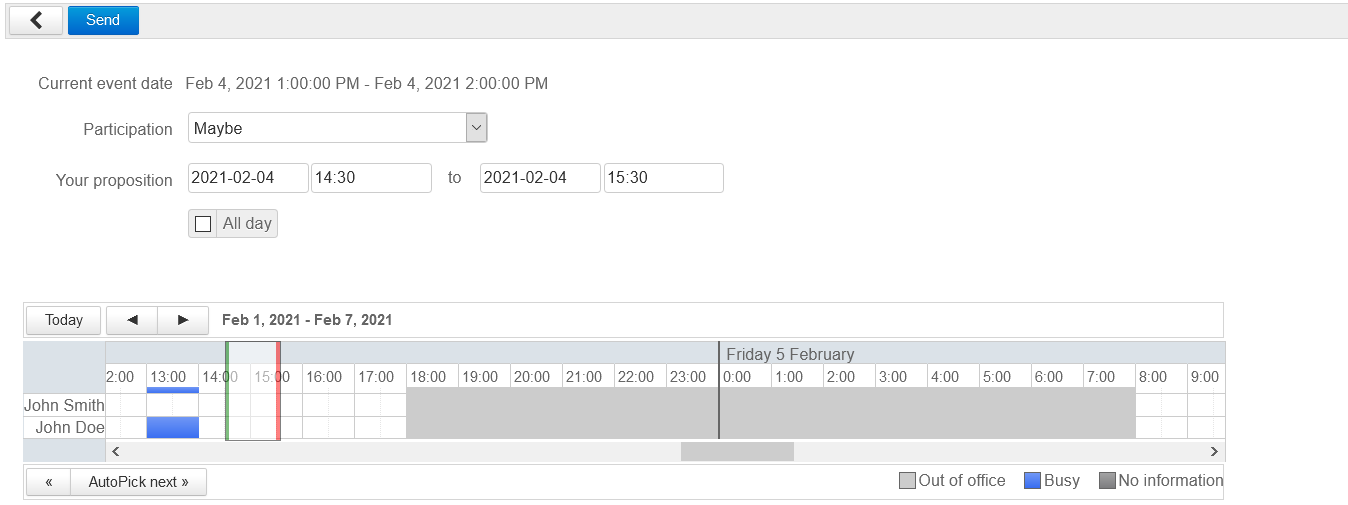 Send
Current event date Feb 4, 2021 1:00:00 PM - Feb 4, 2021 2:00:00 PM
Participation Maybe
Your proposition 2021-02-04 14:30 to 2021-02-04 15:30
All day
Today ◄ ► Feb 1, 2021 - Feb 7, 2021
Friday 5 February
2:00 13:00 14:00 15:00 16:00 17:00 18:00 19:00 20:00 21:00 22:00 23:00 0:00 1:00 2:00 3:00 4:00 5:00 6:00 7:00 8:00 9:00
John Smith
John Doe
« AutoPick next » Out of office Busy No information